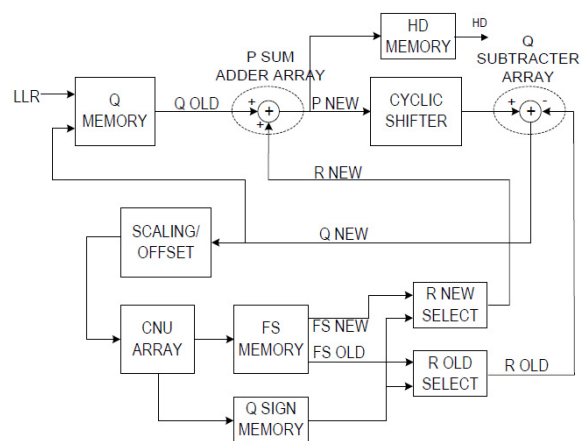 HD
MEMORY
HD
Q
SUBTRACTER
ARRAY
P SUM
ADDER ARRAY
LLR
Q
MEMORY
Q OLD
+
+
+
P NEW
CYCLIC
SHIFTER
+
-
+
R NEW
SCALING/
OFFSET
Q NEW
CNU
ARRAY
FS
MEMORY
FS NEW
FS OLD
R NEW
SELECT
R OLD
SELECT
R OLD
Q SIGN
MEMORY